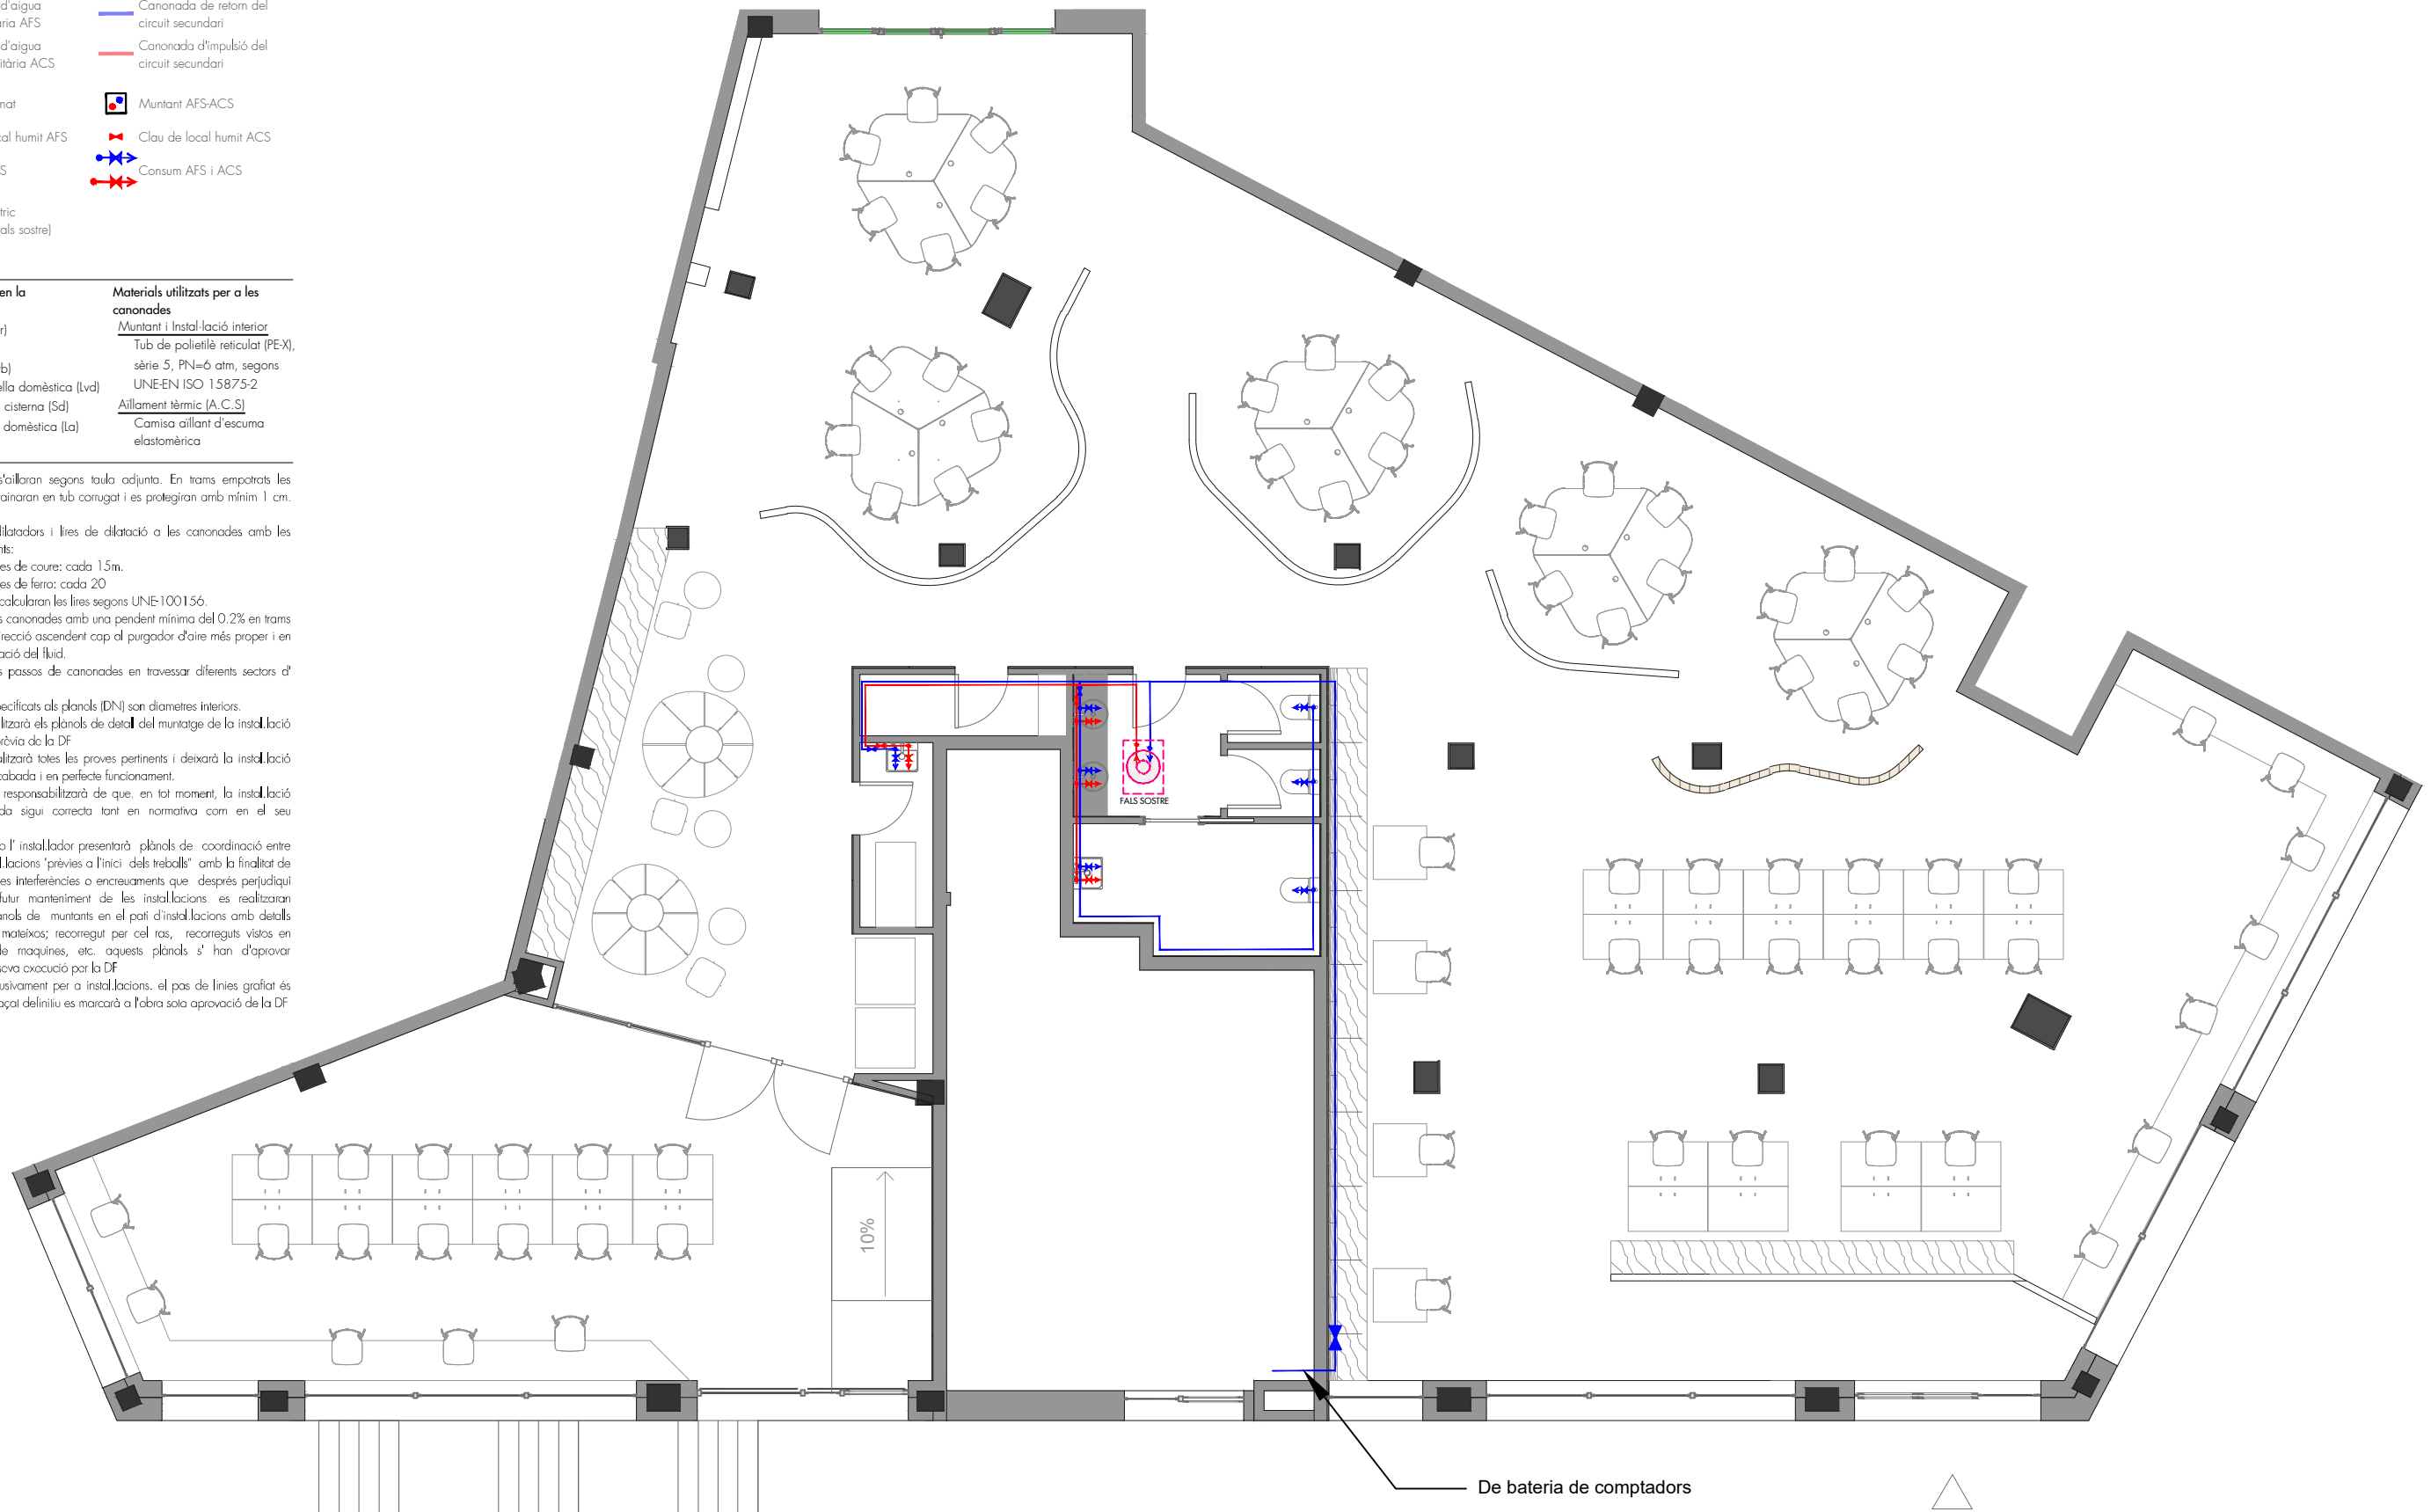 d'aigua
ària AFS
Canonada de retorn del
circuit secundari
d'aigua
itària ACS
Canonada d'impulsió del
circuit secundari
nat
Muntant AFS-ACS
cal humit AFS
Clau de local humit ACS
S
Consum AFS i ACS
tric
als sostre)
en la
Materials utilitzats per a les
canonades
r)
Muntant i Instal·lació interior
Tub de polietilè reticulat (PE-X),
sèrie 5, PN=6 atm, segons
UNE-EN ISO 15875-2
b)
ella domèstica (Lvd)
cisterna (Sd)
domèstica (La)
Aïllament tèrmic (A.C.S)
Camisa aïllant d'escuma
elastomèrica
s'aïllaran segons taula adjunta. En trams empotrats les
ainaran en tub corrugat i es protegiran amb mínim 1 cm.
dilatadors i lires de dilatació a les canonades amb les
nts:
es de coure: cada 15m.
es de ferro: cada 20
calcularan les lires segons UNE-100156.
s canonades amb una pendent mínima del 0.2% en trams
recció ascendent cap al purgador d'aire més proper i en
ació del fluid.
s passos de canonades en travessar diferents sectors d'
pecificats als planols (DN) son diametres interiors.
litzarà els plànols de detall del muntatge de la instal.lació
prèvia de la DF
alitzarà totes les proves pertinents i deixarà la instal.lació
cabada i en perfecte funcionament.
responsabilitzarà de que, en tot moment, la instal.lació
da sigui correcta tant en normativa com en el seu
o l' instal.lador presentarà plànols de coordinació entre
l.lacions "prèvies a l'inici dels treballs" amb la finalitat de
es interferències o encreuaments que després perjudiqui
futur manteniment de les instal.lacions. es realitzaran
ànols de muntants en el pati d'instal.lacions amb detalls
mateixos; recorregut per cel ras, recorreguts vistos en
de maquines, etc. aquests plànols s' han d'aprovar
seva execució per la DF
usivament per a instal.lacions. el pas de linies grafiat és
açat definitiu es marcarà a l'obra sota aprovació de la DF
FALS SOSTRE
10%
De bateria de comptadors